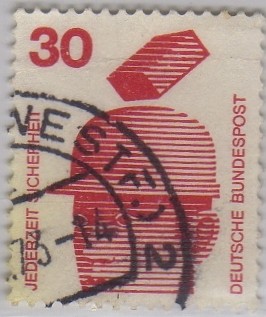 30
JEDERZEIT SICHERHEIT
DEUTSCHE BUNDESPOST